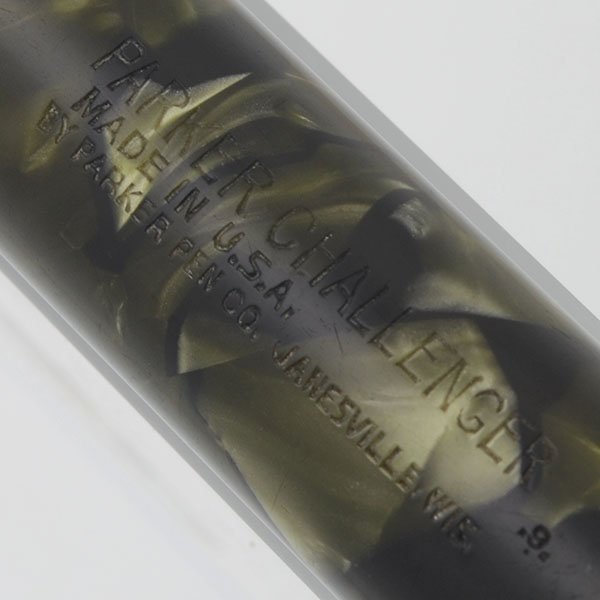 PARKER CHALLENGER
MADE IN U.S.A.
BY PARKER PEN CO. JANESVILLE, WIS.
.9.